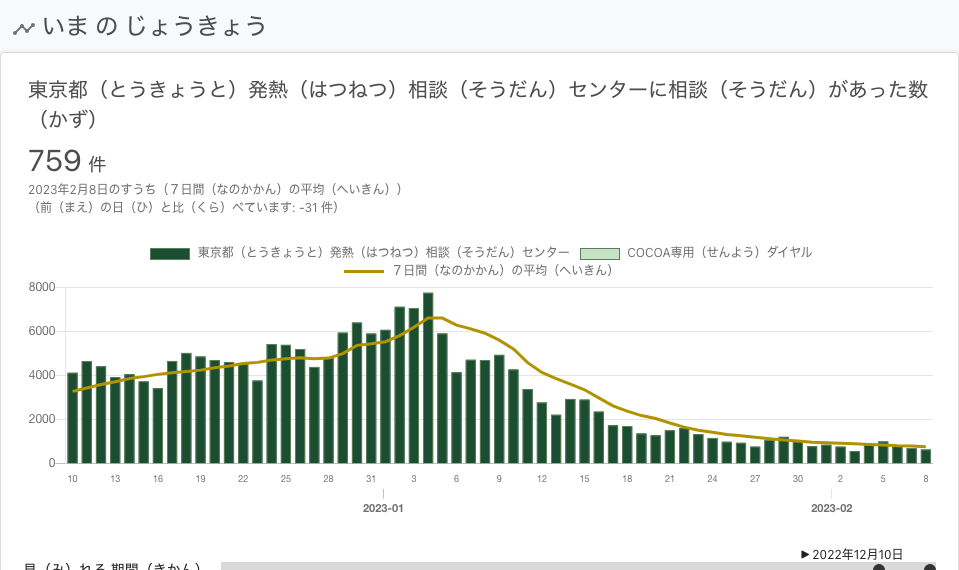 いま の じょうきょう
東京都（とうきょうと）発熱（はつねつ）相談（そうだん）センターに相談（そうだん）があった数
（かず）
759 件
2023年2月8日のすうち（７日間（なのかかん）の平均（へいきん））
（前（まえ）の日（ひ）と比（くら）べています: -31 件）
東京都（とうきょうと）発熱（はつねつ）相談（そうだん）センター COCOA専用（せんよう）ダイヤル
７日間（なのかかん）の平均（へいきん）
8000
6000
4000
2000
0
10 13 16 19 22 25 28 31 3 6 9 12 15 18 21 24 27 30 2 5 8
2023-01 2023-02
▶ 2022年12月10日
見（み）れる 期間（きかん）